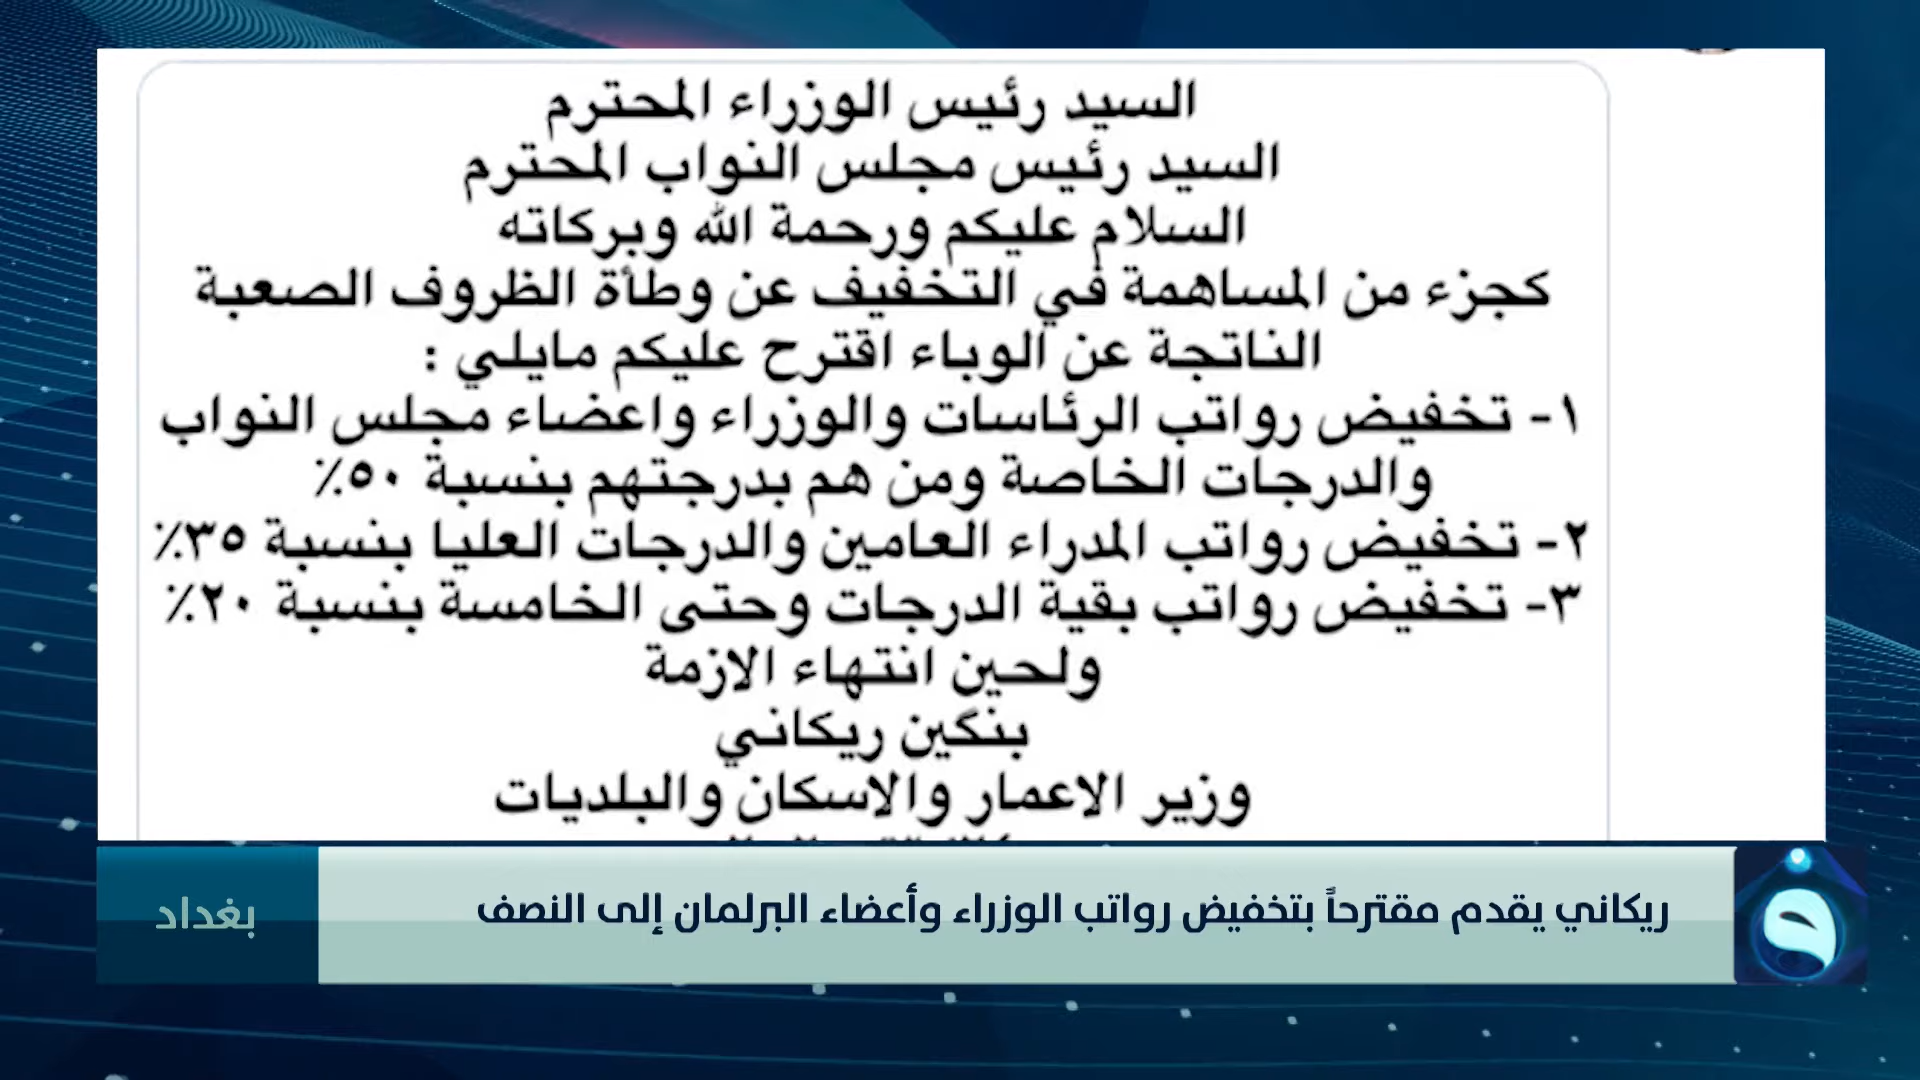 السيد رئيس الوزراء المحترم
السيد رئيس مجلس النواب المحترم
السلام عليكم ورحمة الله وبركاته
كجزء من المساهمة في التخفيف عن وطأة الظروف الصعبة
الناتجة عن الوباء اقترح عليكم مايلي :
١- تخفيض رواتب الرئاسات والوزراء واعضاء مجلس النواب
والدرجات الخاصة ومن هم بدرجتهم بنسبة ٥٠٪
٢- تخفيض رواتب المدراء العامين والدرجات العليا بنسبة ٣٥٪
٣- تخفيض رواتب بقية الدرجات وحتى الخامسة بنسبة ٢٠٪
ولحين انتهاء الازمة
بنكين ريكاني
وزير الاعمار والاسكان والبلديات
ريكاني يقدم مقترحاً بتخفيض رواتب الوزراء وأعضاء البرلمان إلى النصف
بغداد